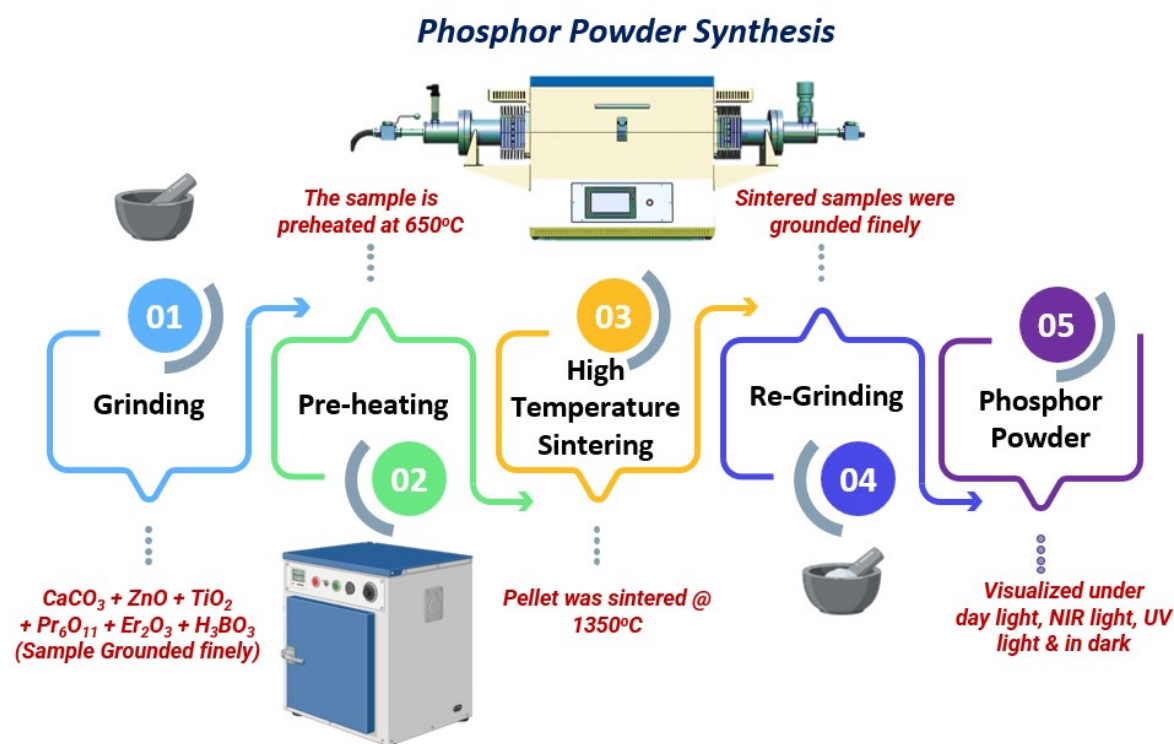 Phosphor Powder Synthesis
01
Grinding
CaCO₃ + ZnO + TiO₂
+ Pr₆O₁₁ + Er₂O₃ + H₃BO₃
(Sample Grounded finely)
The sample is
preheated at 650⁰C
Pre-heating
02
03
High
Temperature
Sintering
Pellet was sintered @
1350⁰C
Sintered samples were
grounded finely
Re-Grinding
04
05
Phosphor
Powder
Visualized under
day light, NIR light, UV
light & in dark